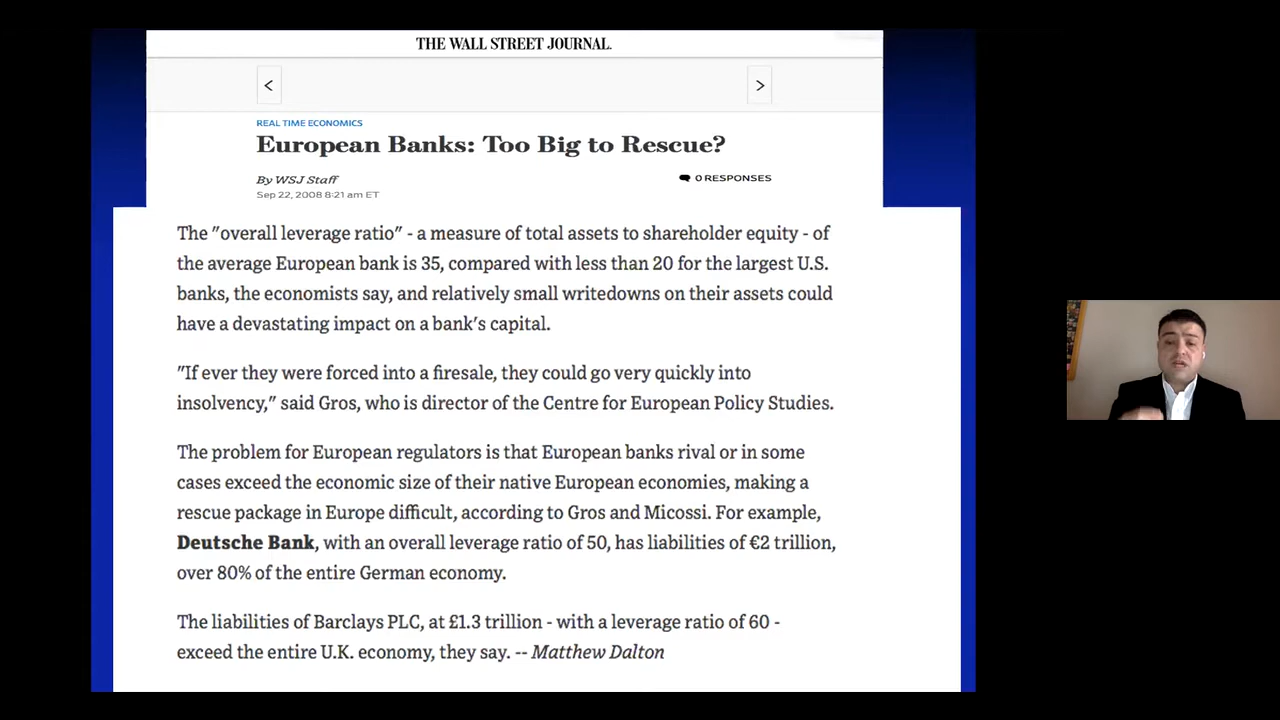 THE WALL STREET JOURNAL.
<
>
REAL TIME ECONOMICS
European Banks: Too Big to Rescue?
By WSJ Staff
0 RESPONSES
Sep 22, 2008 8:21 am ET
The "overall leverage ratio" - a measure of total assets to shareholder equity - of
the average European bank is 35, compared with less than 20 for the largest U.S.
banks, the economists say, and relatively small writedowns on their assets could
have a devastating impact on a bank's capital.
"If ever they were forced into a firesale, they could go very quickly into
insolvency," said Gros, who is director of the Centre for European Policy Studies.
The problem for European regulators is that European banks rival or in some
cases exceed the economic size of their native European economies, making a
rescue package in Europe difficult, according to Gros and Micossi. For example,
Deutsche Bank, with an overall leverage ratio of 50, has liabilities of €2 trillion,
over 80% of the entire German economy.
The liabilities of Barclays PLC, at £1.3 trillion - with a leverage ratio of 60 -
exceed the entire U.K. economy, they say. -- Matthew Dalton